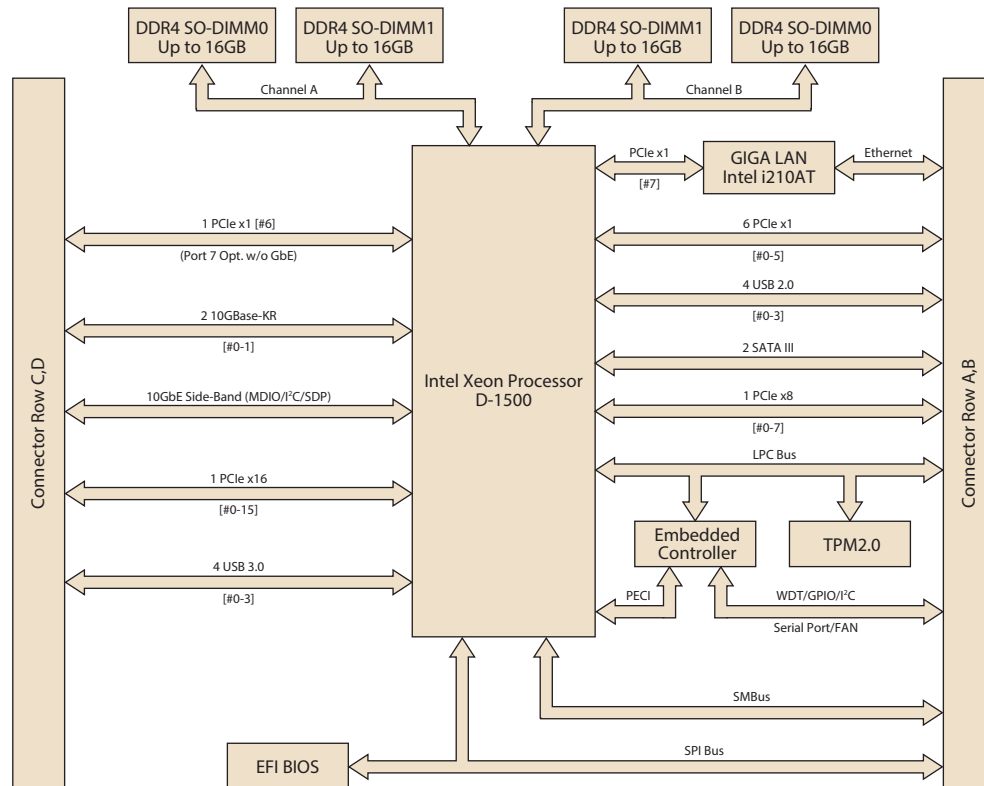 DDR4 SO-DIMM0
Up to 16GB
DDR4 SO-DIMM1
Up to 16GB
DDR4 SO-DIMM1
Up to 16GB
DDR4 SO-DIMM0
Up to 16GB
Channel A
Channel B
Connector Row C,D
1 PCIe x1 [#6]
(Port 7 Opt. w/o GbE)
2 10GBase-KR
[#0-1]
10GbE Side-Band (MDIO/I²C/SDP)
1 PCIe x16
[#0-15]
4 USB 3.0
[#0-3]
Intel Xeon Processor
D-1500
PCIe x1
[#7]
GIGA LAN
Intel i210AT
Ethernet
6 PCIe x1
[#0-5]
4 USB 2.0
[#0-3]
2 SATA III
1 PCIe x8
[#0-7]
LPC Bus
Embedded
Controller
TPM2.0
PECI
WDT/GPIO/I²C
Serial Port/FAN
SMBus
SPI Bus
EFI BIOS
Connector Row A,B